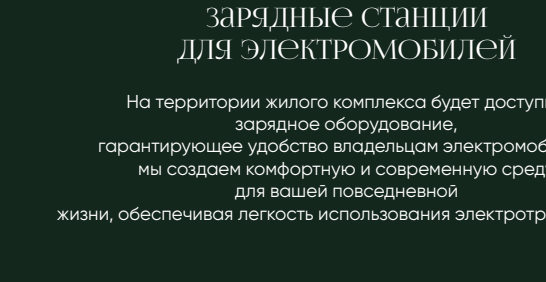 зарядные станции
для электромобилей
На территории жилого комплекса будет
зарядное оборудование,
гарантирующее удобство владельцам
мы создаем комфортную и современную
для вашей повседневной
жизни, обеспечивая легкость использования